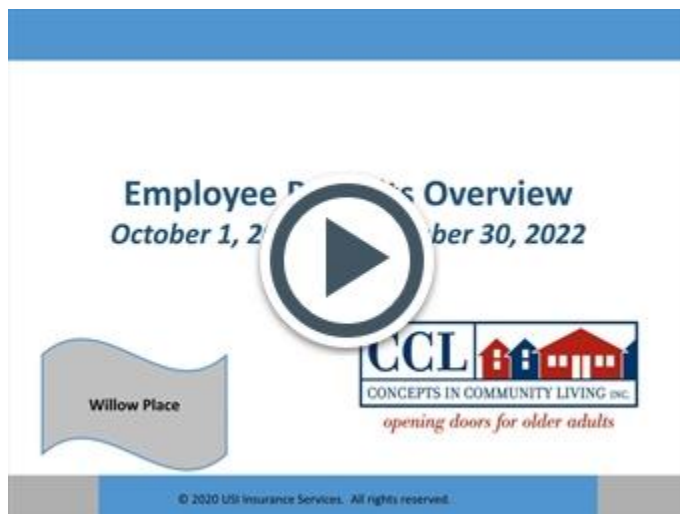 Employee Overview
October 1, 30, 2022
CCL
CONCEPTS IN COMMUNITY LIVING INC.
opening doors for older adults
Willow Place
© 2020 USI Insurance Services. All rights reserved.